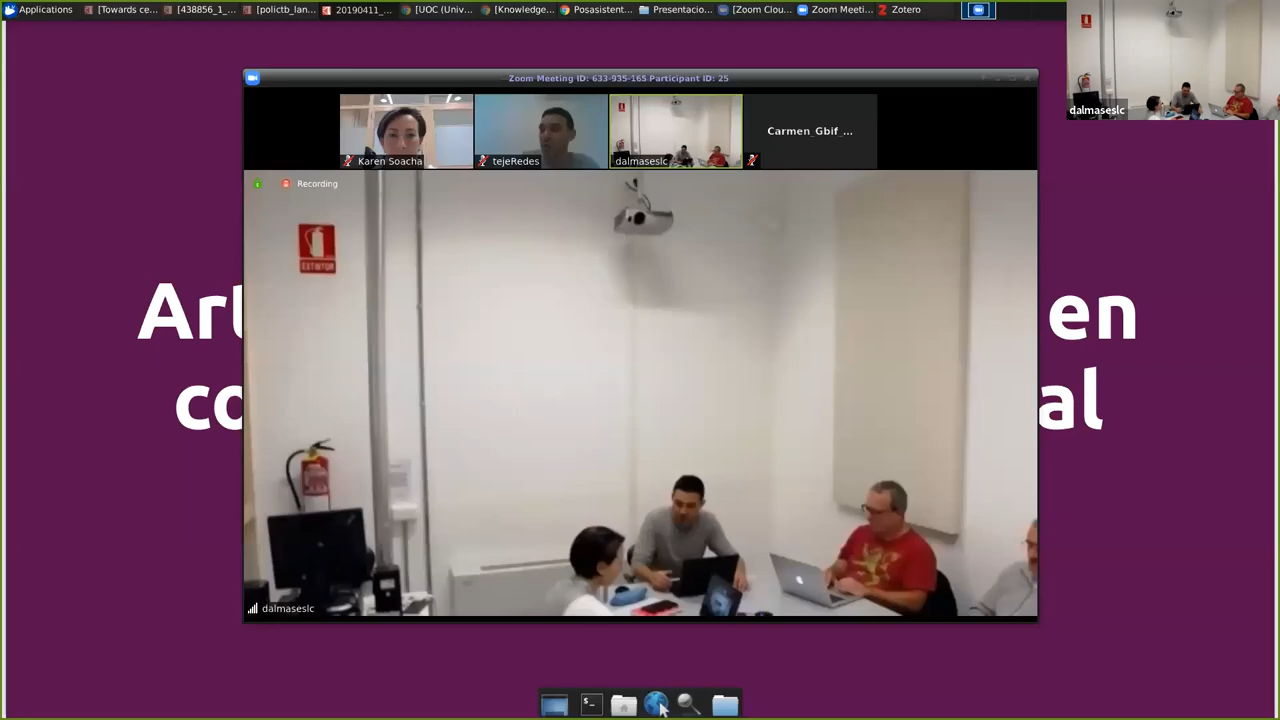 Applications
[Towards ce...
[438856_1_...
[polictb_lan...
20190411_...
[UOC (Univ...
[Knowledge...
Posasistent...
Presentacio...
[Zoom Clou...
Zoom Meeti...
Zotero
dalmaseslc
Zoom Meeting ID: 633-935-165 Participant ID: 25
Karen Soacha
tejeRedes
dalmaseslc
Carmen_Gbif_...
Recording
EXTINTOR
Art en
co al
dalmaseslc